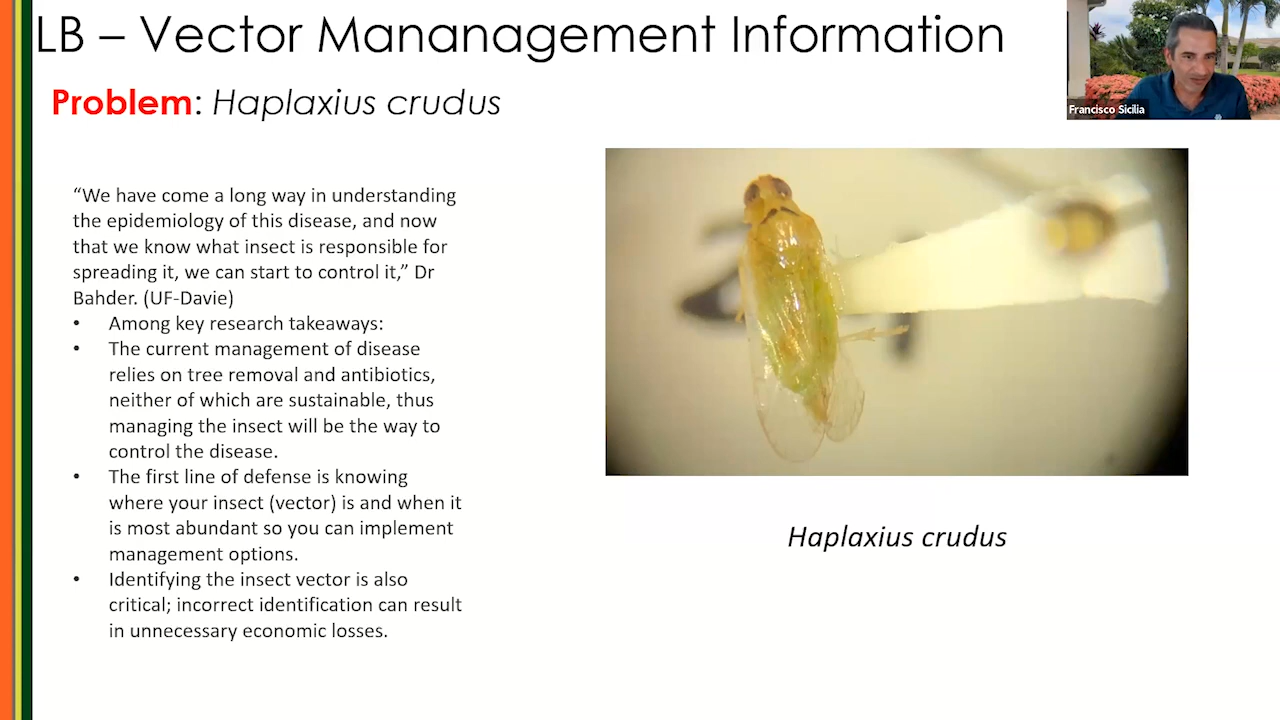 LB – Vector Mananagement Information
Problem: Haplaxius crudus
Francisco Sicilia
“We have come a long way in understanding
the epidemiology of this disease, and now
that we know what insect is responsible for
spreading it, we can start to control it,” Dr
Bahder. (UF-Davie)
• Among key research takeaways:
• The current management of disease
relies on tree removal and antibiotics,
neither of which are sustainable, thus
managing the insect will be the way to
control the disease.
• The first line of defense is knowing
where your insect (vector) is and when it
is most abundant so you can implement
management options.
• Identifying the insect vector is also
critical; incorrect identification can result
in unnecessary economic losses.
Haplaxius crudus